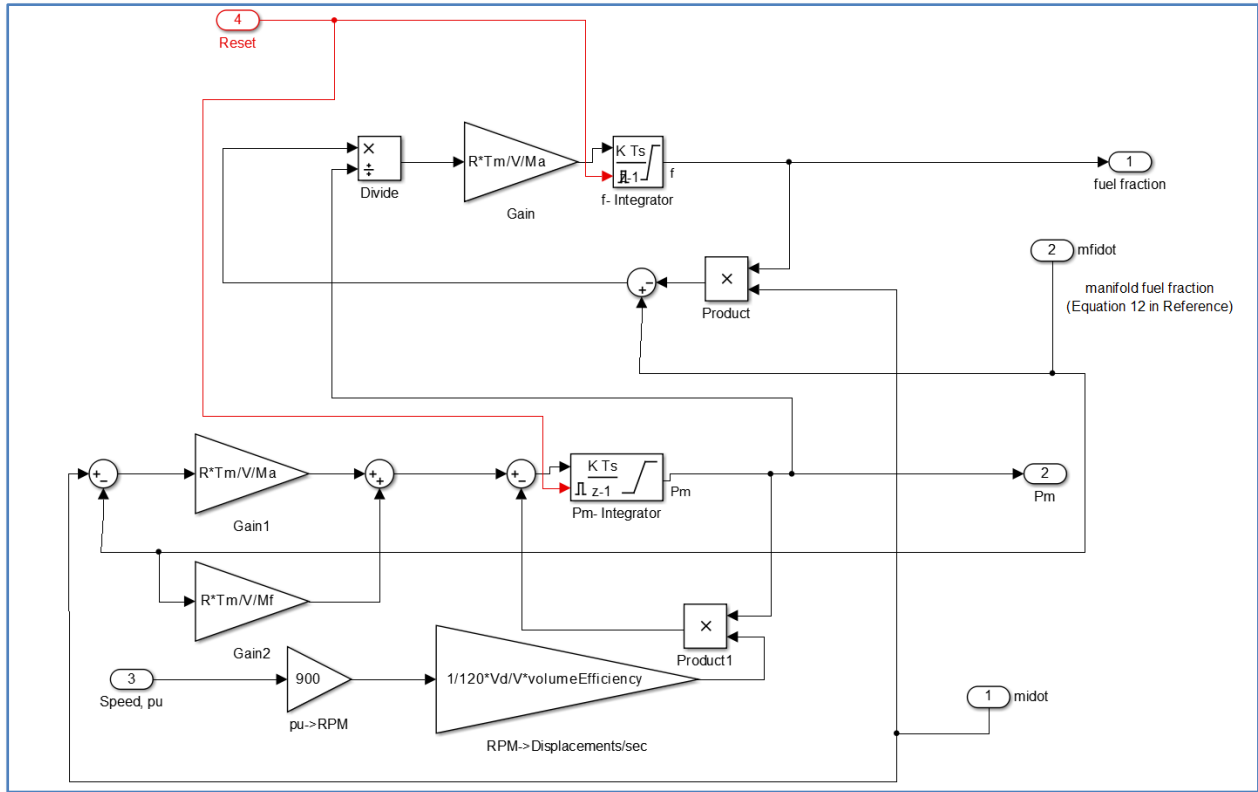 4
Reset
×
÷
Divide
R*Tm/V/Ma
Gain
K Ts
z-1
f
f- Integrator
1
fuel fraction
2
mfidot
manifold fuel fraction
(Equation 12 in Reference)
×
Product
+
-
R*Tm/V/Ma
Gain1
+
-
+
+
+
-
K Ts
z-1
Pm
Pm- Integrator
2
Pm
R*Tm/V/Mf
Gain2
×
Product1
3
Speed, pu
900
pu->RPM
1/120*Vd/V*volumeEfficiency
RPM->Displacements/sec
1
midot